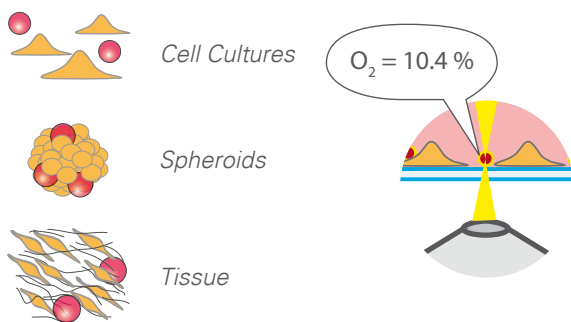 Cell Cultures
O₂ = 10.4 %
Spheroids
Tissue